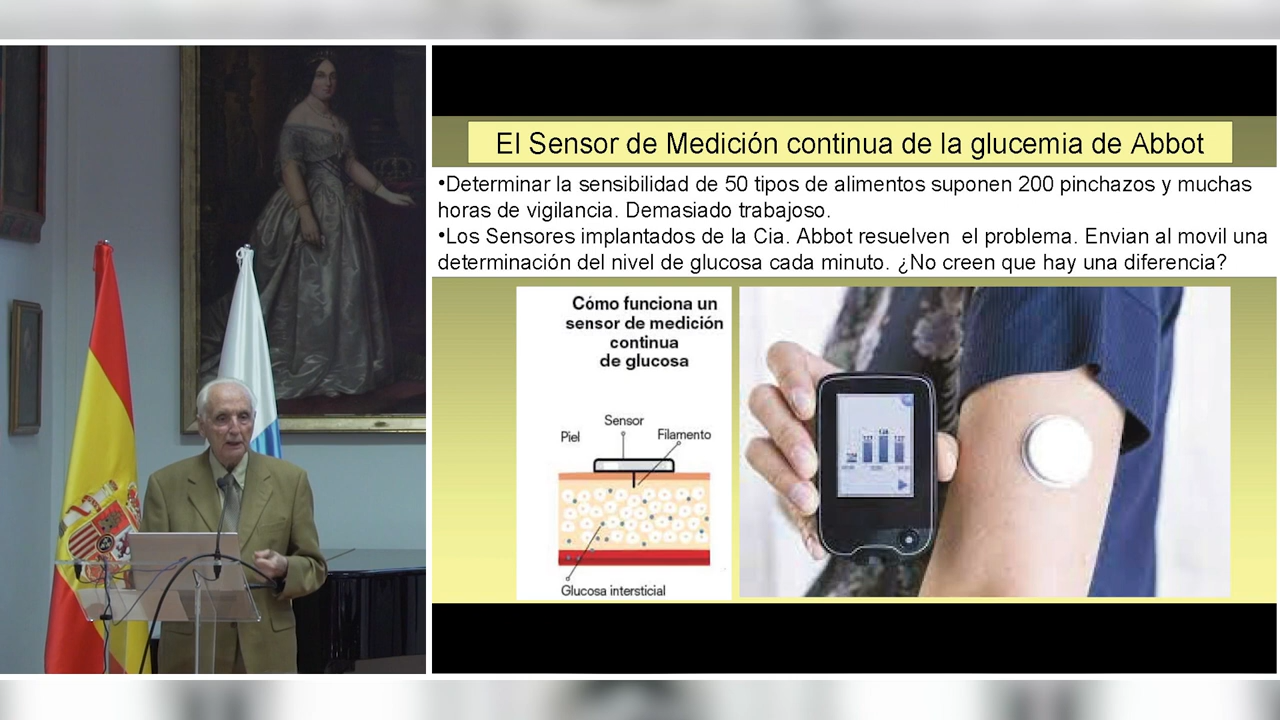 El Sensor de Medición continua de la glucemia de Abbot
•Determinar la sensibilidad de 50 tipos de alimentos suponen 200 pinchazos y muchas
horas de vigilancia. Demasiado trabajoso.
•Los Sensores implantados de la Cia. Abbot resuelven el problema. Envian al movil una
determinación del nivel de glucosa cada minuto. ¿No creen que hay una diferencia?
Cómo funciona un
sensor de medición
continua
de glucosa
Sensor
Piel
Filamento
Glucosa intersticial